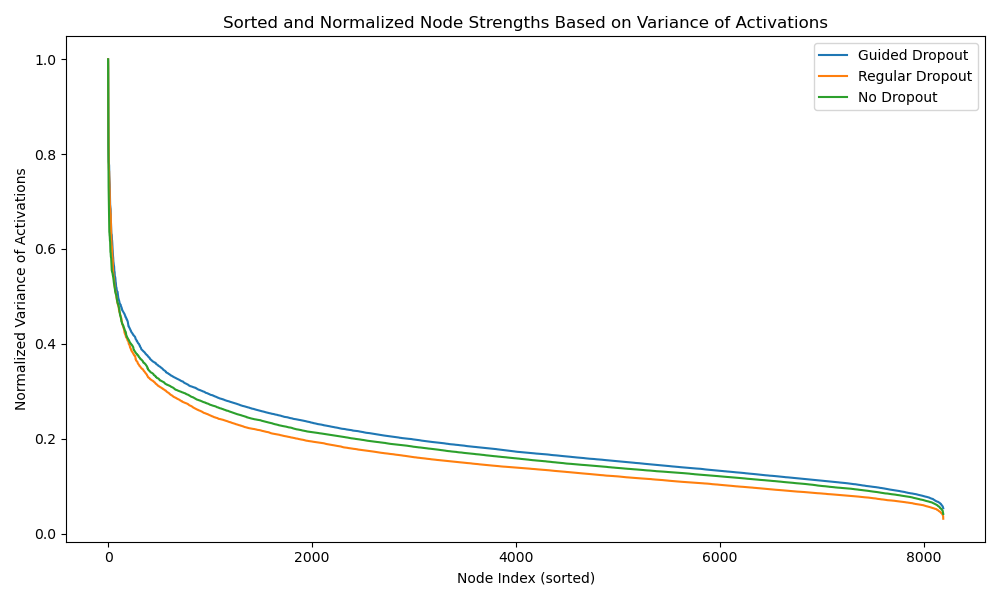 Sorted and Normalized Node Strengths Based on Variance of Activations
Guided Dropout
Regular Dropout
No Dropout
Normalized Variance of Activations
1.0
0.8
0.6
0.4
0.2
0.0
0
2000
4000
6000
8000
Node Index (sorted)